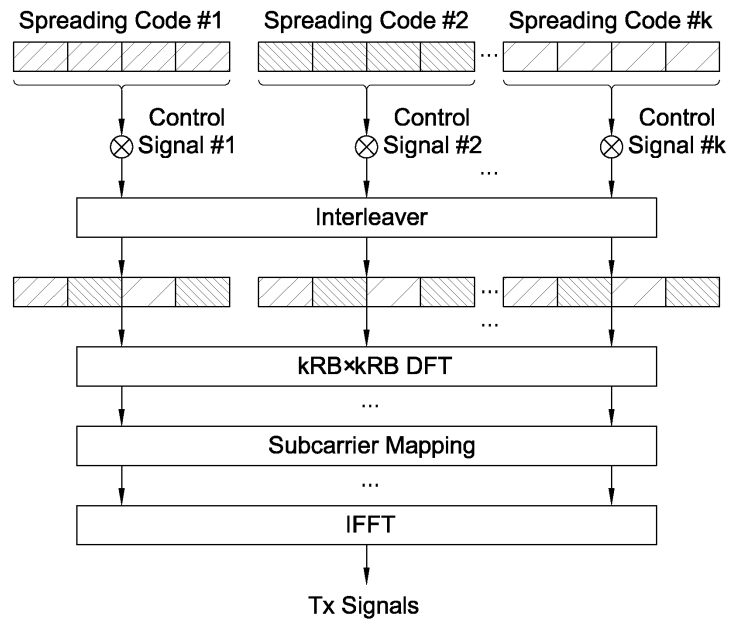 Spreading Code #1
Spreading Code #2
Spreading Code #k
...
Control
Signal #1
Control
Signal #2
Control
Signal #k
...
Interleaver
...
...
kRB×kRB DFT
...
Subcarrier Mapping
...
IFFT
Tx Signals